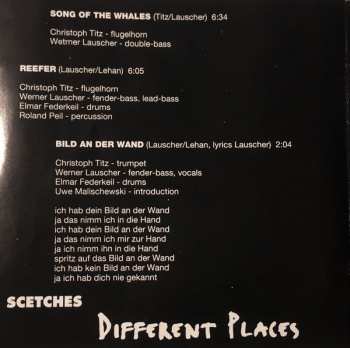 SONG OF THE WHALES (Titz/Lauscher) 6:34
Christoph Titz - flugelhorn
Wetmer Lauscher - double-bass
REEFER (Lauscher/Lehan) 6:05
Christoph Titz - flugelhorn
Werner Lauscher - fender-bass, lead-bass
Elmar Federkeil - drums
Roland Peil - percussion
BILD AN DER WAND (Lauscher/Lehan, lyrics Lauscher) 2:04
Christoph Titz - trumpet
Werner Lauscher - fender-bass, vocals
Elmar Federkeil - drums
Uwe Malischewski - introduction
ich hab dein Bild an der Wand
ja das nimm ich in die Hand
ich hab dein Bild an der Wand
ja das nimm ich mir zur Hand
ja ich nimm ihn in die Hand
spritz auf das Bild an der Wand
ich hab kein Bild an der Wand
ja ich hab dich nie gekannt
SCETCHES
DIFFERENT PLACES